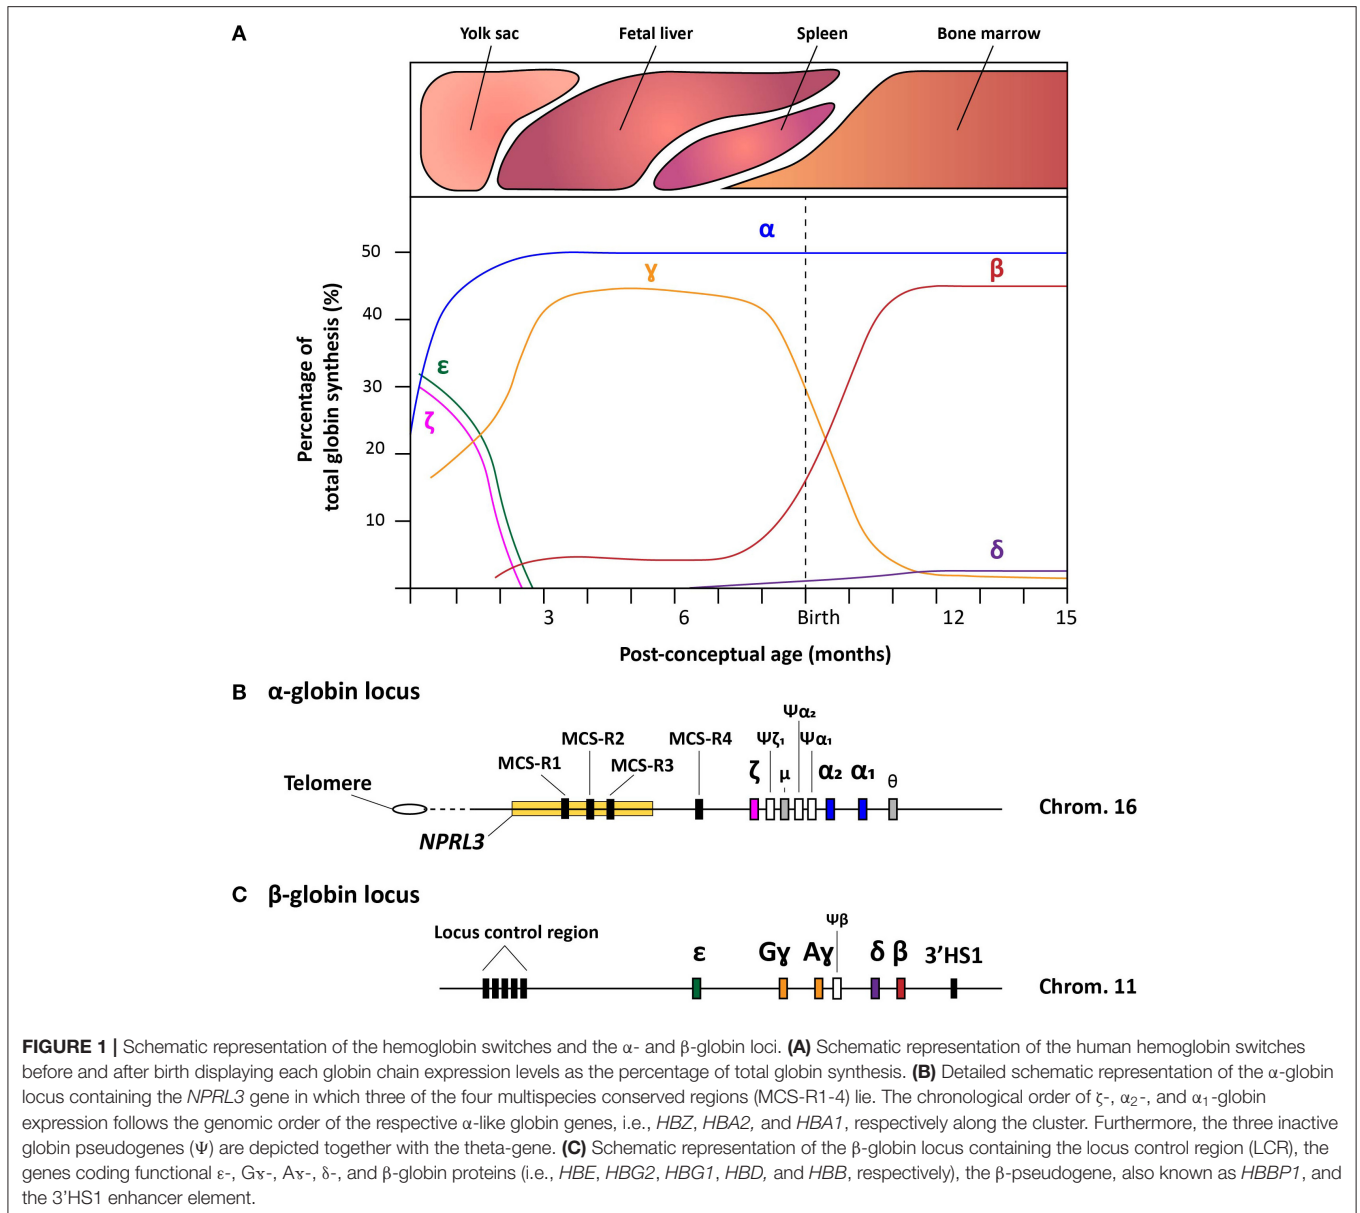 A
Yolk sac
Fetal liver
Spleen
Bone marrow
Percentage of
total globin synthesis (%)
50
40
30
20
10
α
ɣ
β
ε
ζ
δ
3
6
Birth
12
15
Post-conceptual age (months)
B α-globin locus
Ψα₂
MCS-R2
MCS-R4
Ψζ₁
Ψα₁
MCS-R1
MCS-R3
ζ
μ
α₂
α₁
θ
Telomere
Chrom. 16
NPRL3
C β-globin locus
Ψβ
Locus control region
ε
Gɣ
Aɣ
δ
β
3'HS1
Chrom. 11
FIGURE 1 | Schematic representation of the hemoglobin switches and the α- and β-globin loci. (A) Schematic representation of the human hemoglobin switches
before and after birth displaying each globin chain expression levels as the percentage of total globin synthesis. (B) Detailed schematic representation of the α-globin
locus containing the NPRL3 gene in which three of the four multispecies conserved regions (MCS-R1-4) lie. The chronological order of ζ-, α₂-, and α₁-globin
expression follows the genomic order of the respective α-like globin genes, i.e., HBZ, HBA2, and HBA1, respectively along the cluster. Furthermore, the three inactive
globin pseudogenes (Ψ) are depicted together with the theta-gene. (C) Schematic representation of the β-globin locus containing the locus control region (LCR), the
genes coding functional ε-, Gɤ-, Aɤ-, δ-, and β-globin proteins (i.e., HBE, HBG2, HBG1, HBD, and HBB, respectively), the β-pseudogene, also known as HBBP1, and
the 3'HS1 enhancer element.